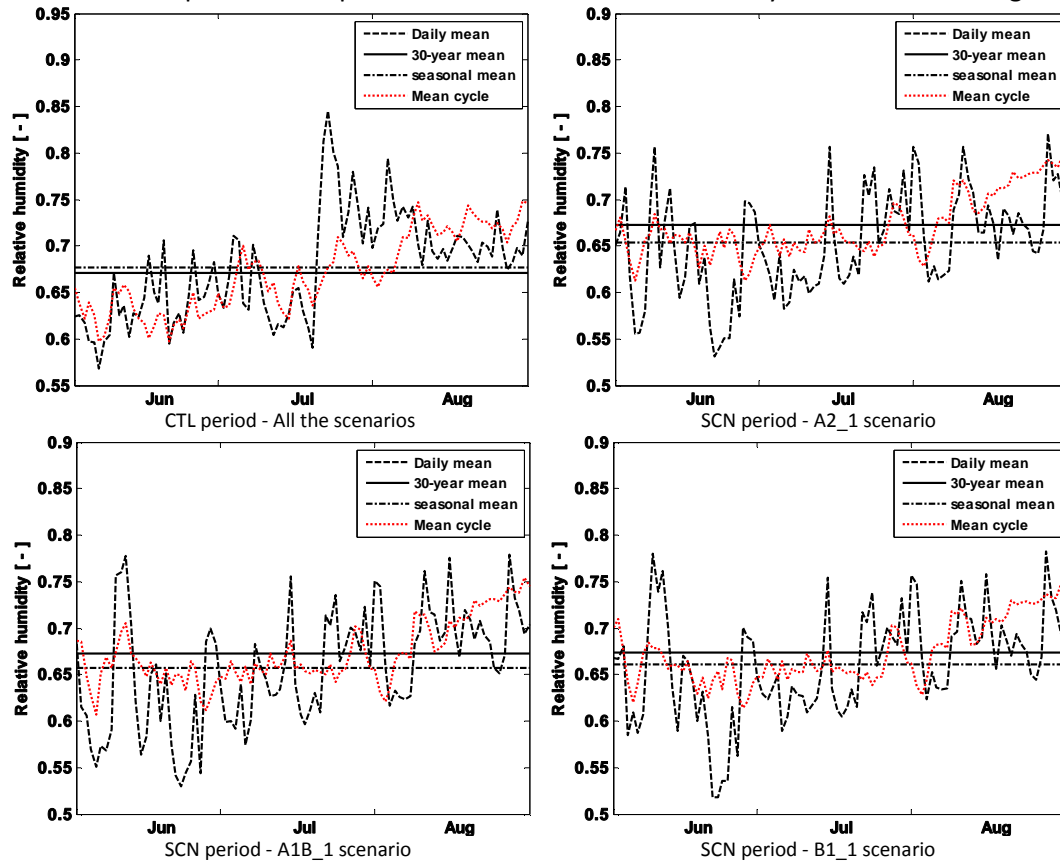 0.95
0.9
0.85
0.8
0.75
0.7
0.65
0.6
0.55
Relative humidity [ - ]
Daily mean
30-year mean
seasonal mean
Mean cycle
Jun Jul Aug
CTL period - All the scenarios
0.9
0.85
0.8
0.75
0.7
0.65
0.6
0.55
0.5
Relative humidity [ - ]
Daily mean
30-year mean
seasonal mean
Mean cycle
Jun Jul Aug
SCN period - A2_1 scenario
0.9
0.85
0.8
0.75
0.7
0.65
0.6
0.55
0.5
Relative humidity [ - ]
Daily mean
30-year mean
seasonal mean
Mean cycle
Jun Jul Aug
SCN period - A1B_1 scenario
0.9
0.85
0.8
0.75
0.7
0.65
0.6
0.55
0.5
Relative humidity [ - ]
Daily mean
30-year mean
seasonal mean
Mean cycle
Jun Jul Aug
SCN period - B1_1 scenario